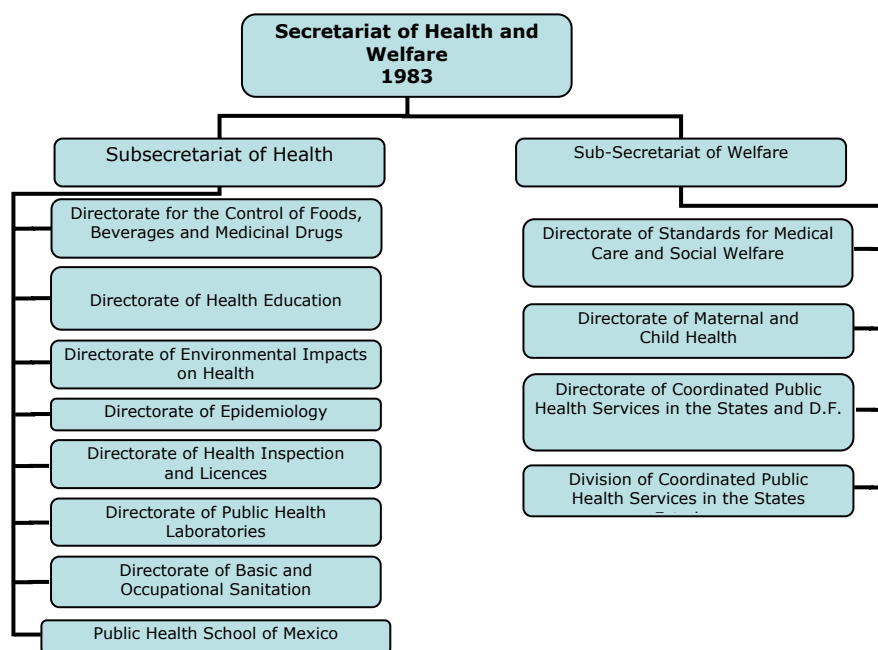 Secretariat of Health and
Welfare
1983
Subsecretariat of Health
Directorate for the Control of Foods,
Beverages and Medicinal Drugs
Directorate of Health Education
Directorate of Environmental Impacts
on Health
Directorate of Epidemiology
Directorate of Health Inspection
and Licences
Directorate of Public Health
Laboratories
Directorate of Basic and
Occupational Sanitation
Public Health School of Mexico
Sub-Secretariat of Welfare
Directorate of Standards for Medical
Care and Social Welfare
Directorate of Maternal and
Child Health
Directorate of Coordinated Public
Health Services in the States and D.F.
Division of Coordinated Public
Health Services in the States